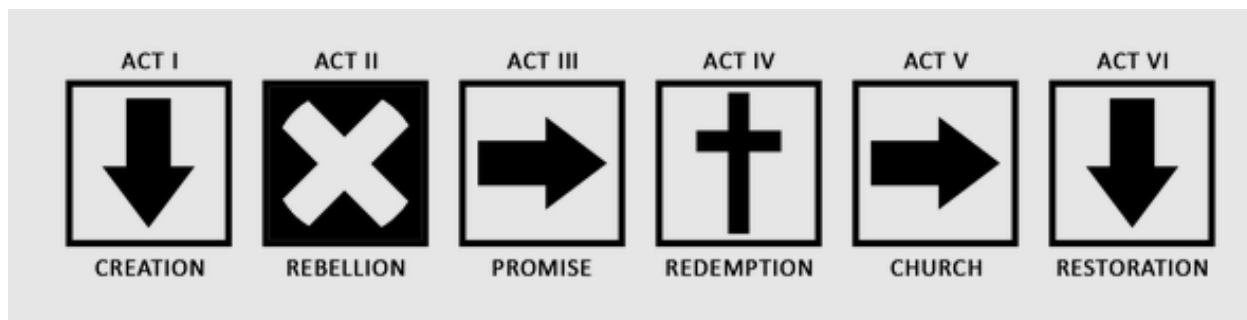 ACT I ACT II ACT III ACT IV ACT V ACT VI
CREATION REBELLION PROMISE REDEMPTION CHURCH RESTORATION